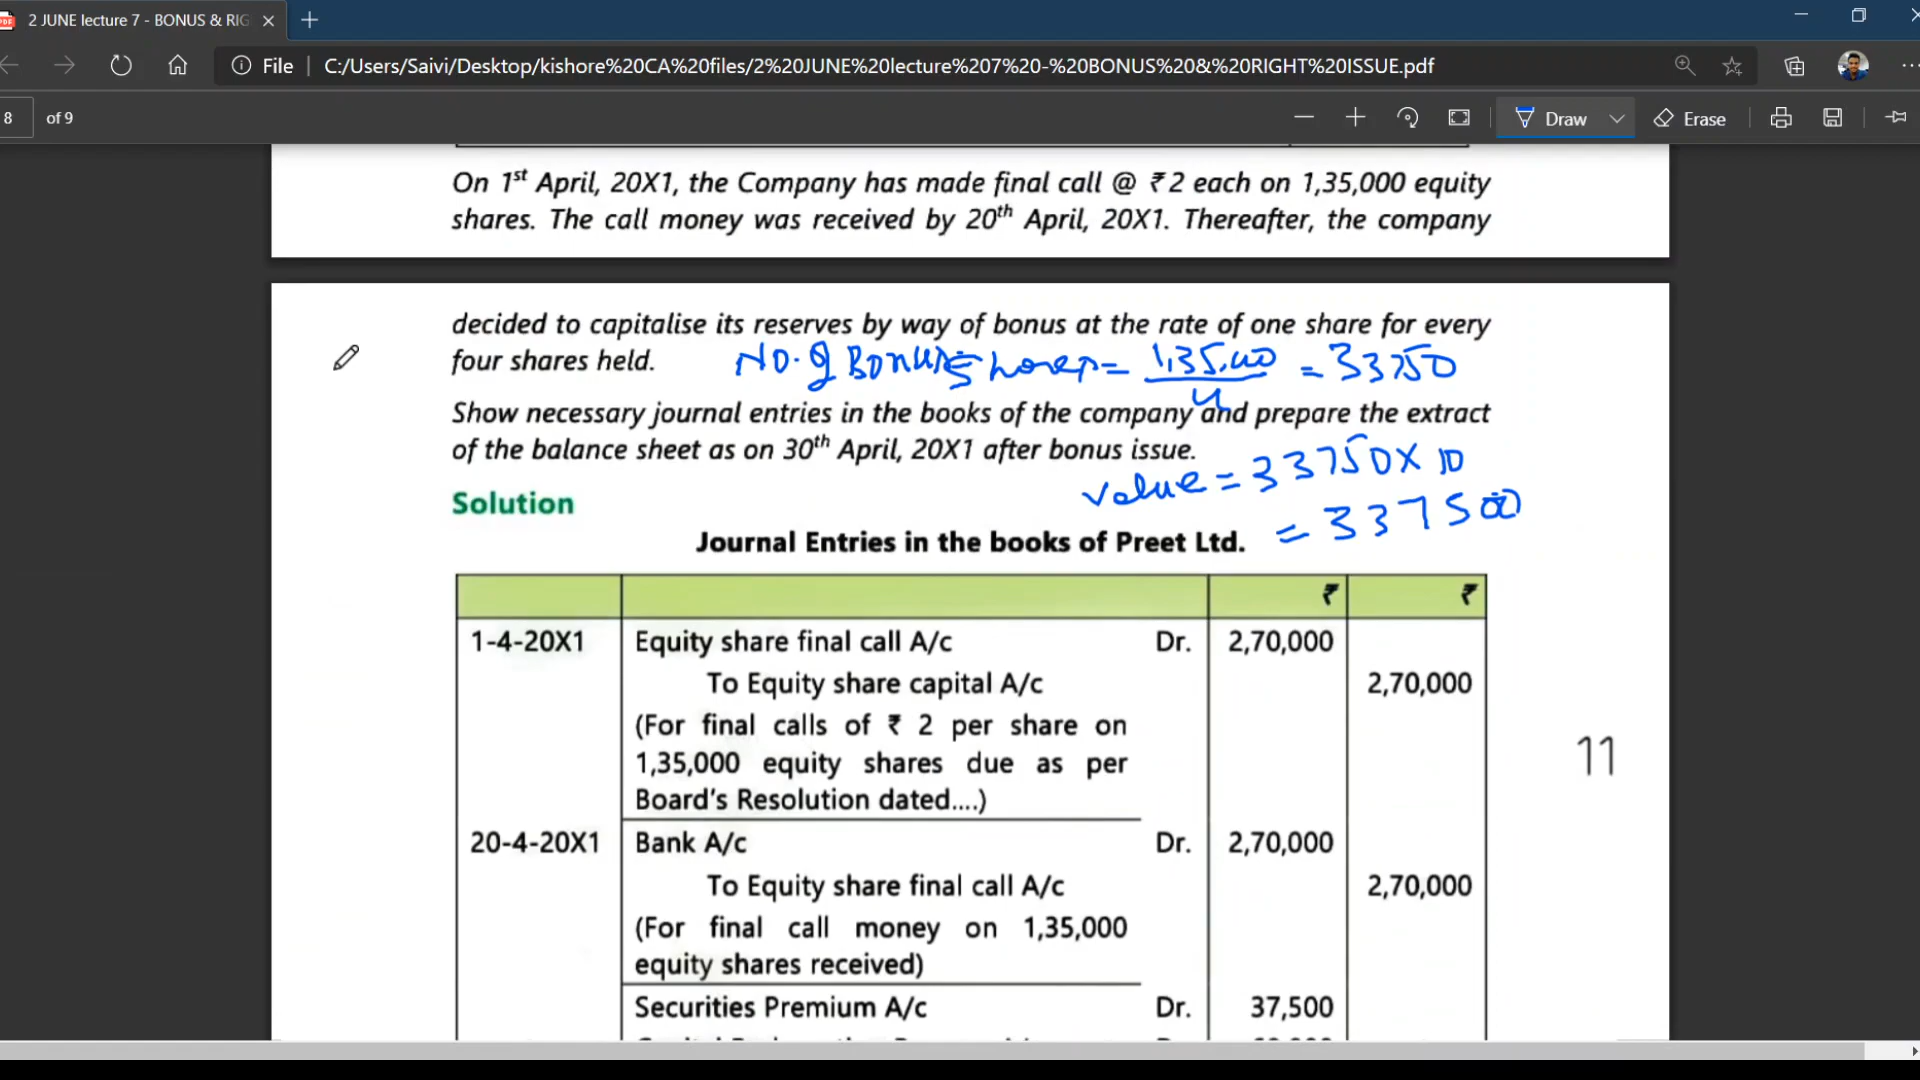 2 JUNE lecture 7 - BONUS & RIG
File C:/Users/Saivi/Desktop/kishore%20CA%20files/2%20JUNE%20lecture%207%20-%20BONUS%20&%20RIGHT%20ISSUE.pdf
8 of 9 Draw Erase
On 1st April, 20X1, the Company has made final call @ ₹ 2 each on 1,35,000 equity
shares. The call money was received by 20th April, 20X1. Thereafter, the company
decided to capitalise its reserves by way of bonus at the rate of one share for every
four shares held.
No. of Bonus Shares = 1,35,000 / 4 = 33750
Show necessary journal entries in the books of the company and prepare the extract
of the balance sheet as on 30th April, 20X1 after bonus issue.
Value = 33750 X 10
= 337500
Solution
Journal Entries in the books of Preet Ltd.
₹ ₹
1-4-20X1 Equity share final call A/c Dr. 2,70,000
To Equity share capital A/c 2,70,000
(For final calls of ₹ 2 per share on
1,35,000 equity shares due as per
Board's Resolution dated....)
11
20-4-20X1 Bank A/c Dr. 2,70,000
To Equity share final call A/c 2,70,000
(For final call money on 1,35,000
equity shares received)
Securities Premium A/c Dr. 37,500